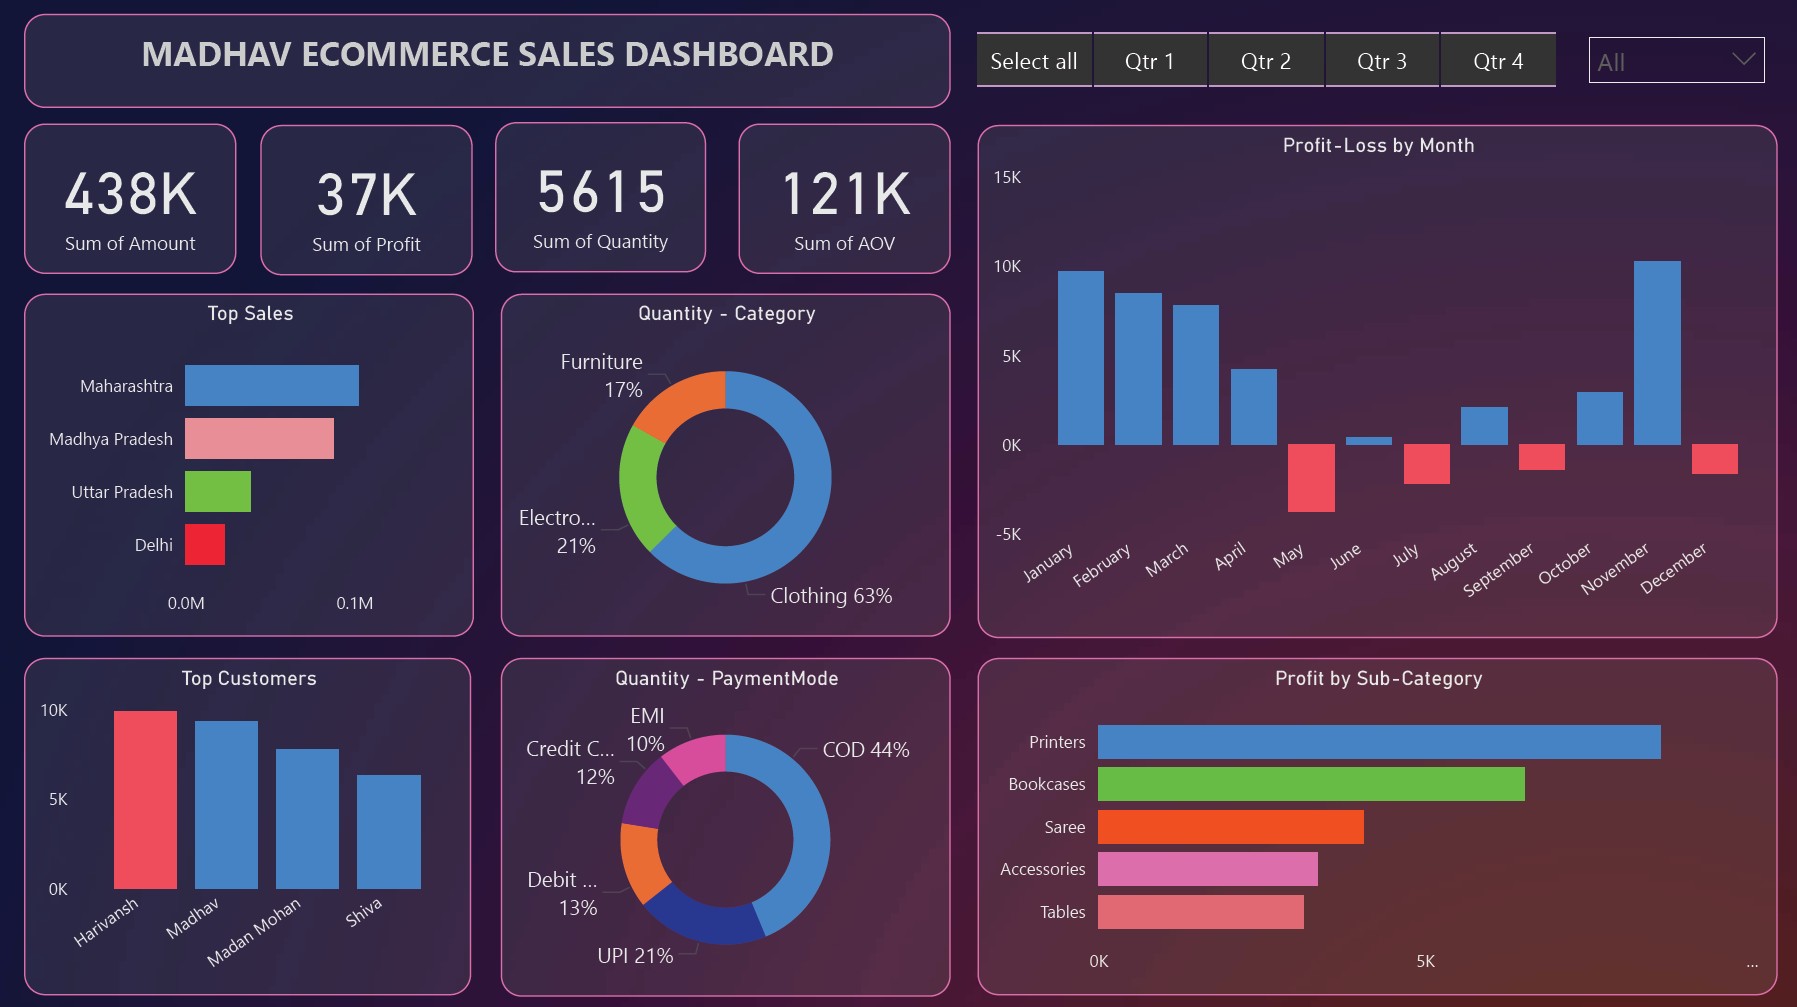 MADHAV ECOMMERCE SALES DASHBOARD
Select all
Qtr 1
Qtr 2
Qtr 3
Qtr 4
All
438K
Sum of Amount
37K
Sum of Profit
5615
Sum of Quantity
121K
Sum of AOV
Profit-Loss by Month
15K
10K
5K
0K
-5K
January
February
March
April
May
June
July
August
September
October
November
December
Top Sales
Maharashtra
Madhya Pradesh
Uttar Pradesh
Delhi
0.0M
0.1M
Quantity - Category
Furniture
17%
Electro...
21%
Clothing 63%
Top Customers
10K
5K
0K
Harivansh
Madhav
Madan Mohan
Shiva
Quantity - PaymentMode
EMI
10%
Credit C...
12%
COD 44%
Debit ...
13%
UPI 21%
Profit by Sub-Category
Printers
Bookcases
Saree
Accessories
Tables
0K
5K
...